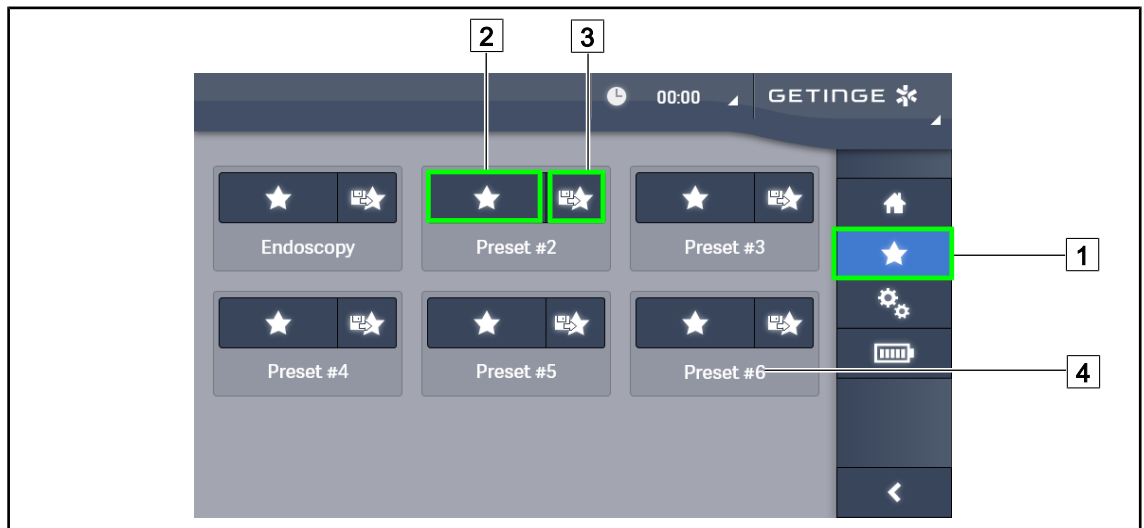 2 3
00:00 GETINGE
Endoscopy Preset #2 Preset #3
1
Preset #4 Preset #5 Preset #6
4